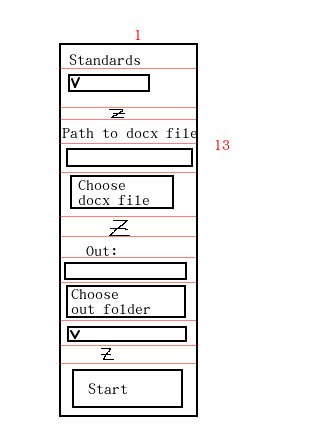 1
Standards
V
Z
Path to docx file
13
Choose
docx file
Z
Out:
Choose
out folder
V
Z
Start